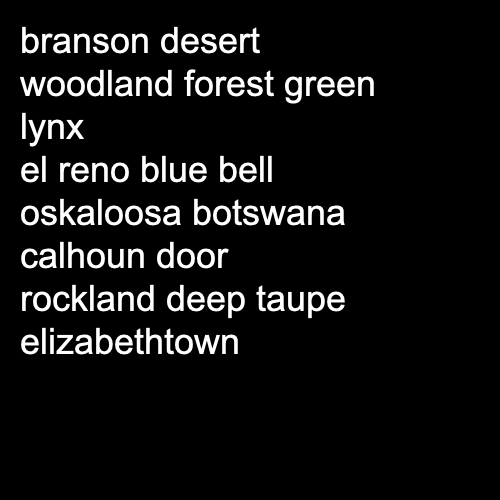 branson desert
woodland forest green
lynx
el reno blue bell
oskaloosa botswana
calhoun door
rockland deep taupe
elizabethtown